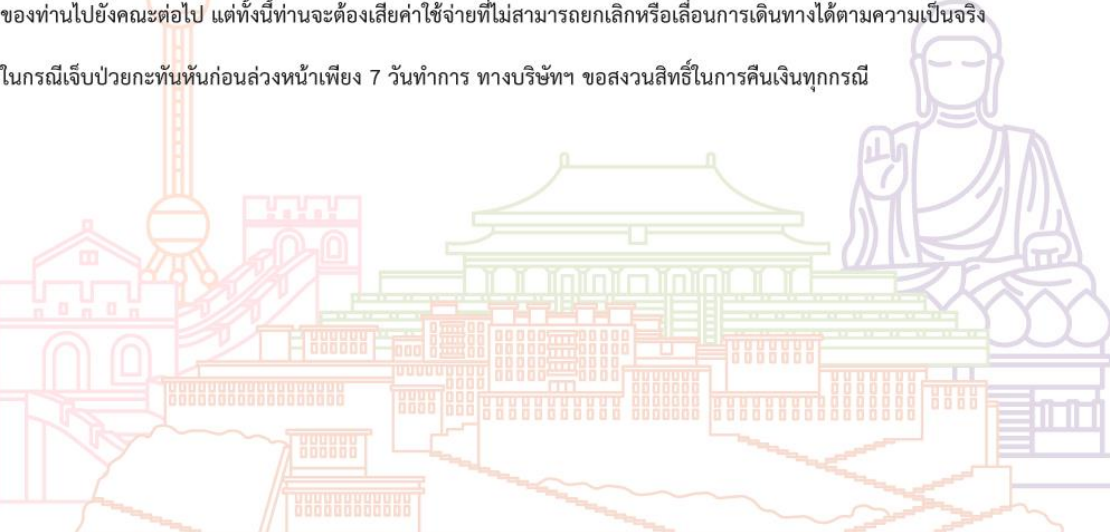 ของท่านไปยังคณะต่อไป แต่ทั้งนี้ท่านจะต้องเสียค่าใช้จ่ายที่ไม่สามารถยกเลิกหรือเลื่อนการเดินทางได้ตามความเป็นจริง
ในกรณีเจ็บป่วยกะทันหันก่อนล่วงหน้าเพียง 7 วันทำการ ทางบริษัทฯ ขอสงวนสิทธิ์ในการคืนเงินทุกกรณี